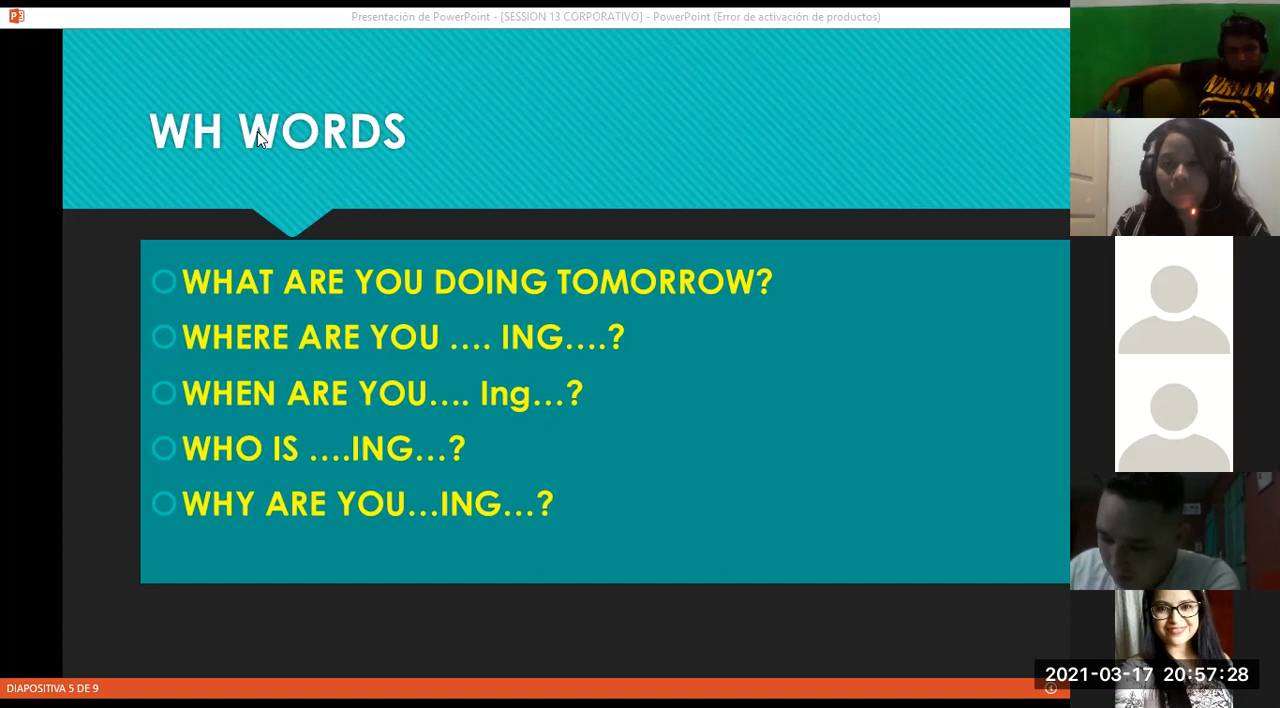 Presentación de PowerPoint - [SESSION 13 CORPORATIVO] - PowerPoint (Error de activación de productos)
NIRVANA
WH WORDS
WHAT ARE YOU DOING TOMORROW?
WHERE ARE YOU .... ING....?
WHEN ARE YOU.... Ing...?
WHO IS ....ING...?
WHY ARE YOU...ING...?
2021-03-17 20:57:28
DIAPOSITIVA 5 DE 9